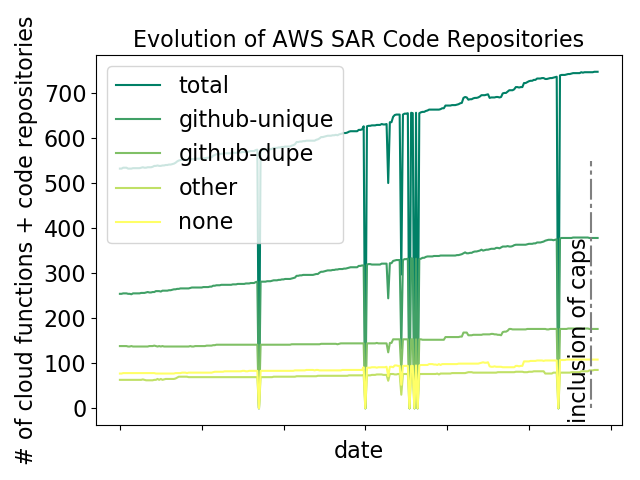 Evolution of AWS SAR Code Repositories
# of cloud functions + code repositories
700
600
500
400
300
200
100
0
total
github-unique
github-dupe
other
none
inclusion of caps
date